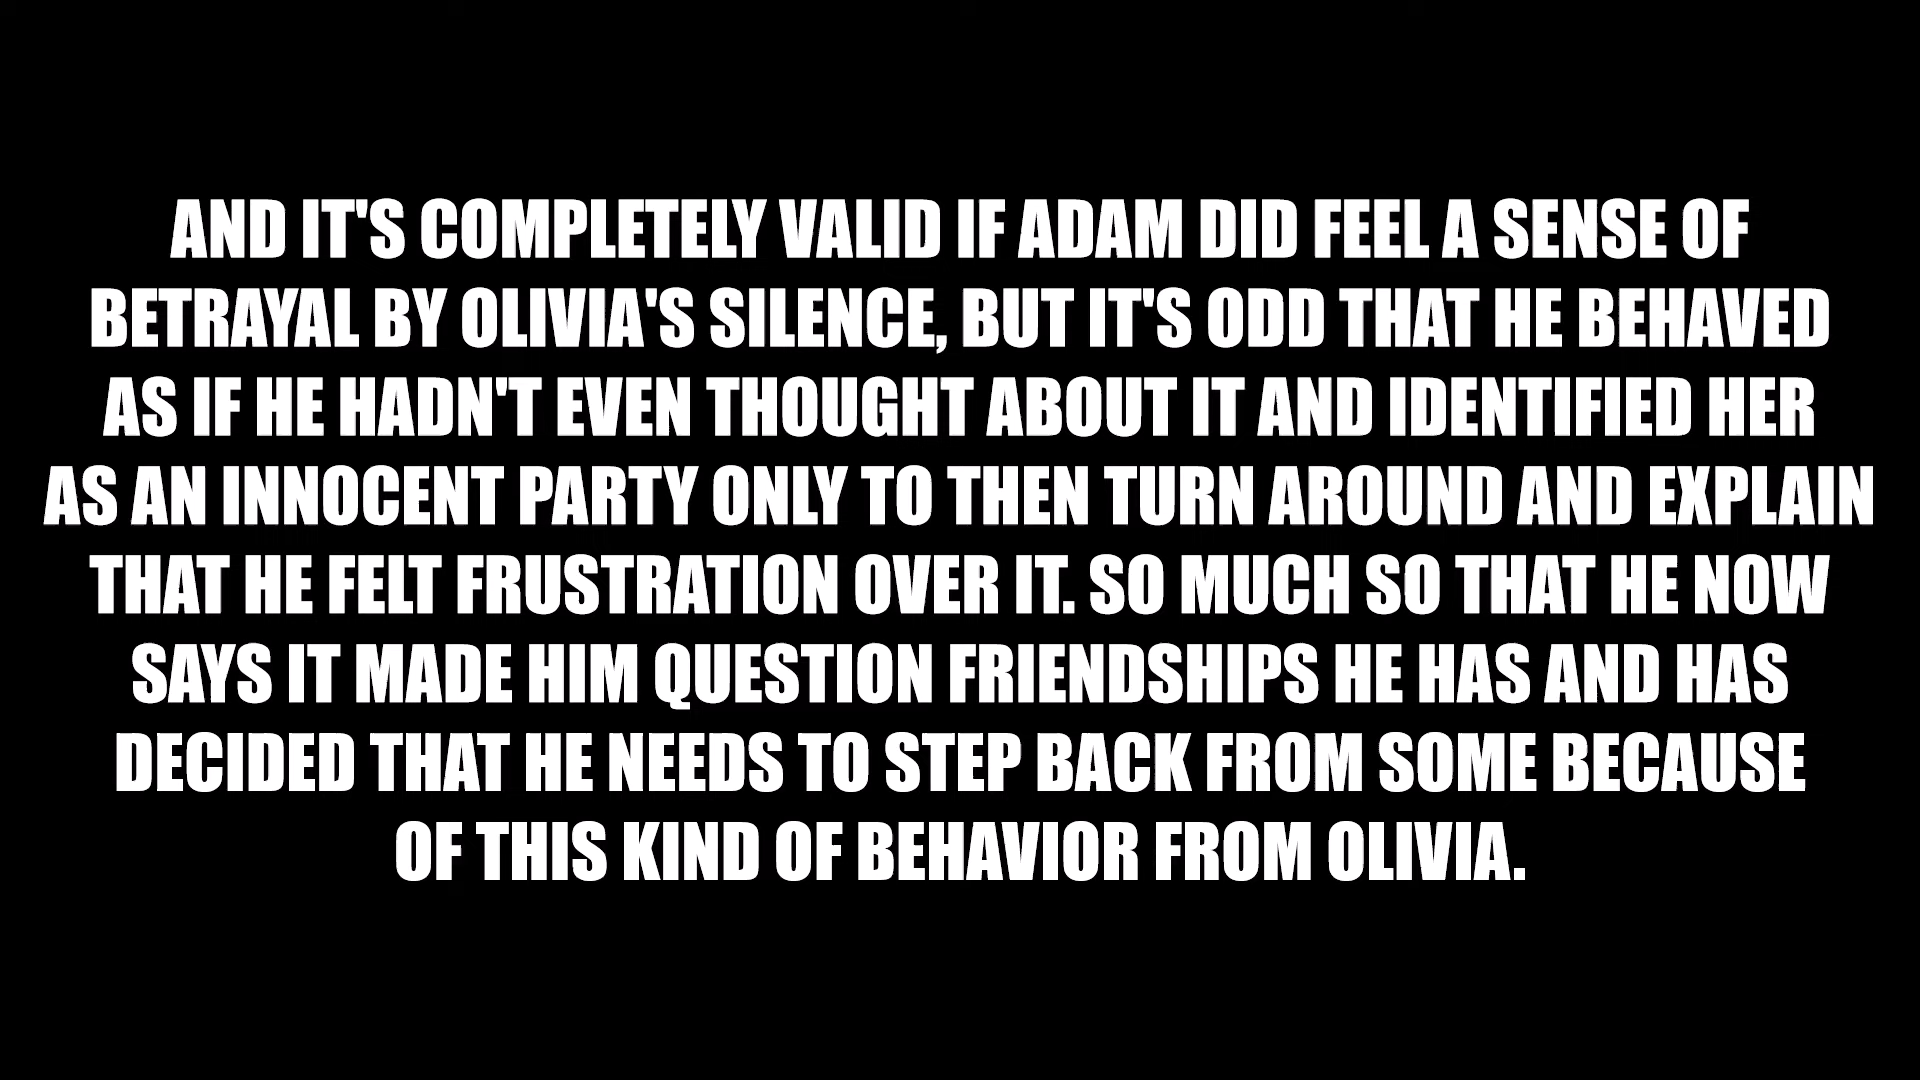 AND IT'S COMPLETELY VALID IF ADAM DID FEEL A SENSE OF
BETRAYAL BY OLIVIA'S SILENCE, BUT IT'S ODD THAT HE BEHAVED
AS IF HE HADN'T EVEN THOUGHT ABOUT IT AND IDENTIFIED HER
AS AN INNOCENT PARTY ONLY TO THEN TURN AROUND AND EXPLAIN
THAT HE FELT FRUSTRATION OVER IT. SO MUCH SO THAT HE NOW
SAYS IT MADE HIM QUESTION FRIENDSHIPS HE HAS AND HAS
DECIDED THAT HE NEEDS TO STEP BACK FROM SOME BECAUSE
OF THIS KIND OF BEHAVIOR FROM OLIVIA.